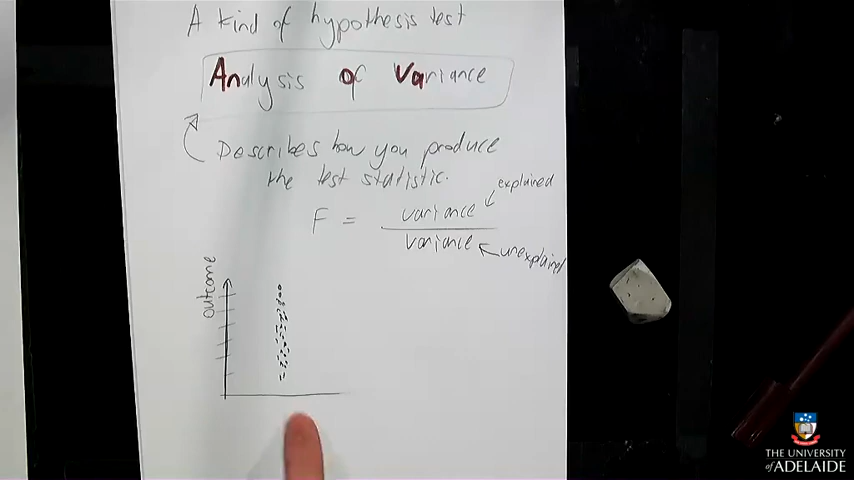 A kind of hypothesis test
Analysis of Variance
Describes how you produce
the test statistic.
explained
F = variance
variance
unexplained
outcome
THE UNIVERSITY
of ADELAIDE